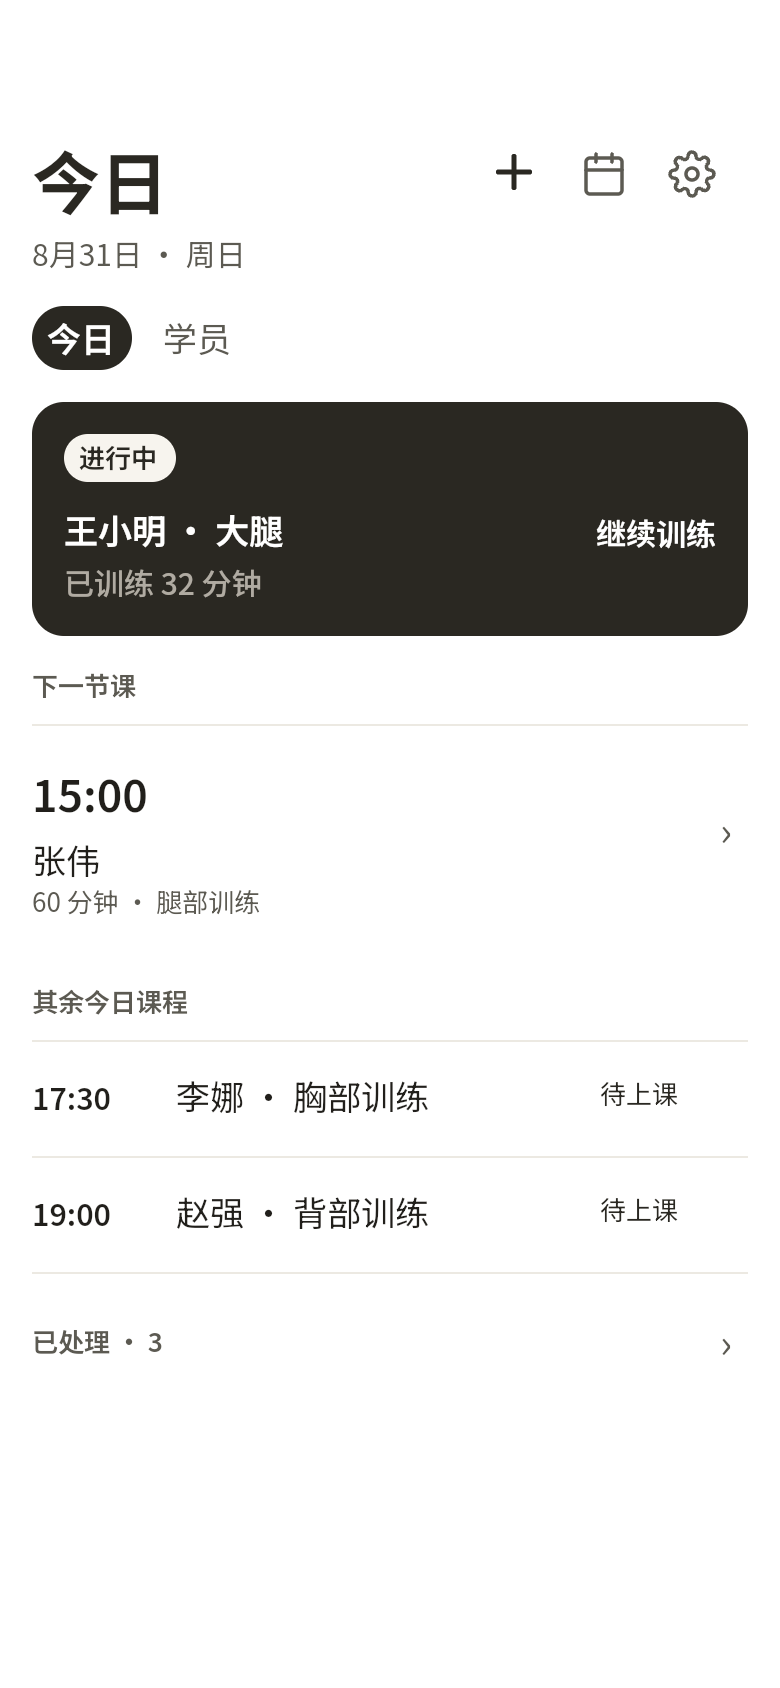 今日
8月31日 · 周日
今日 学员
进行中
王小明 · 大腿 继续训练
已训练 32 分钟
下一节课
15:00
张伟
60 分钟 · 腿部训练
其余今日课程
17:30 李娜 · 胸部训练 待上课
19:00 赵强 · 背部训练 待上课
已处理 · 3